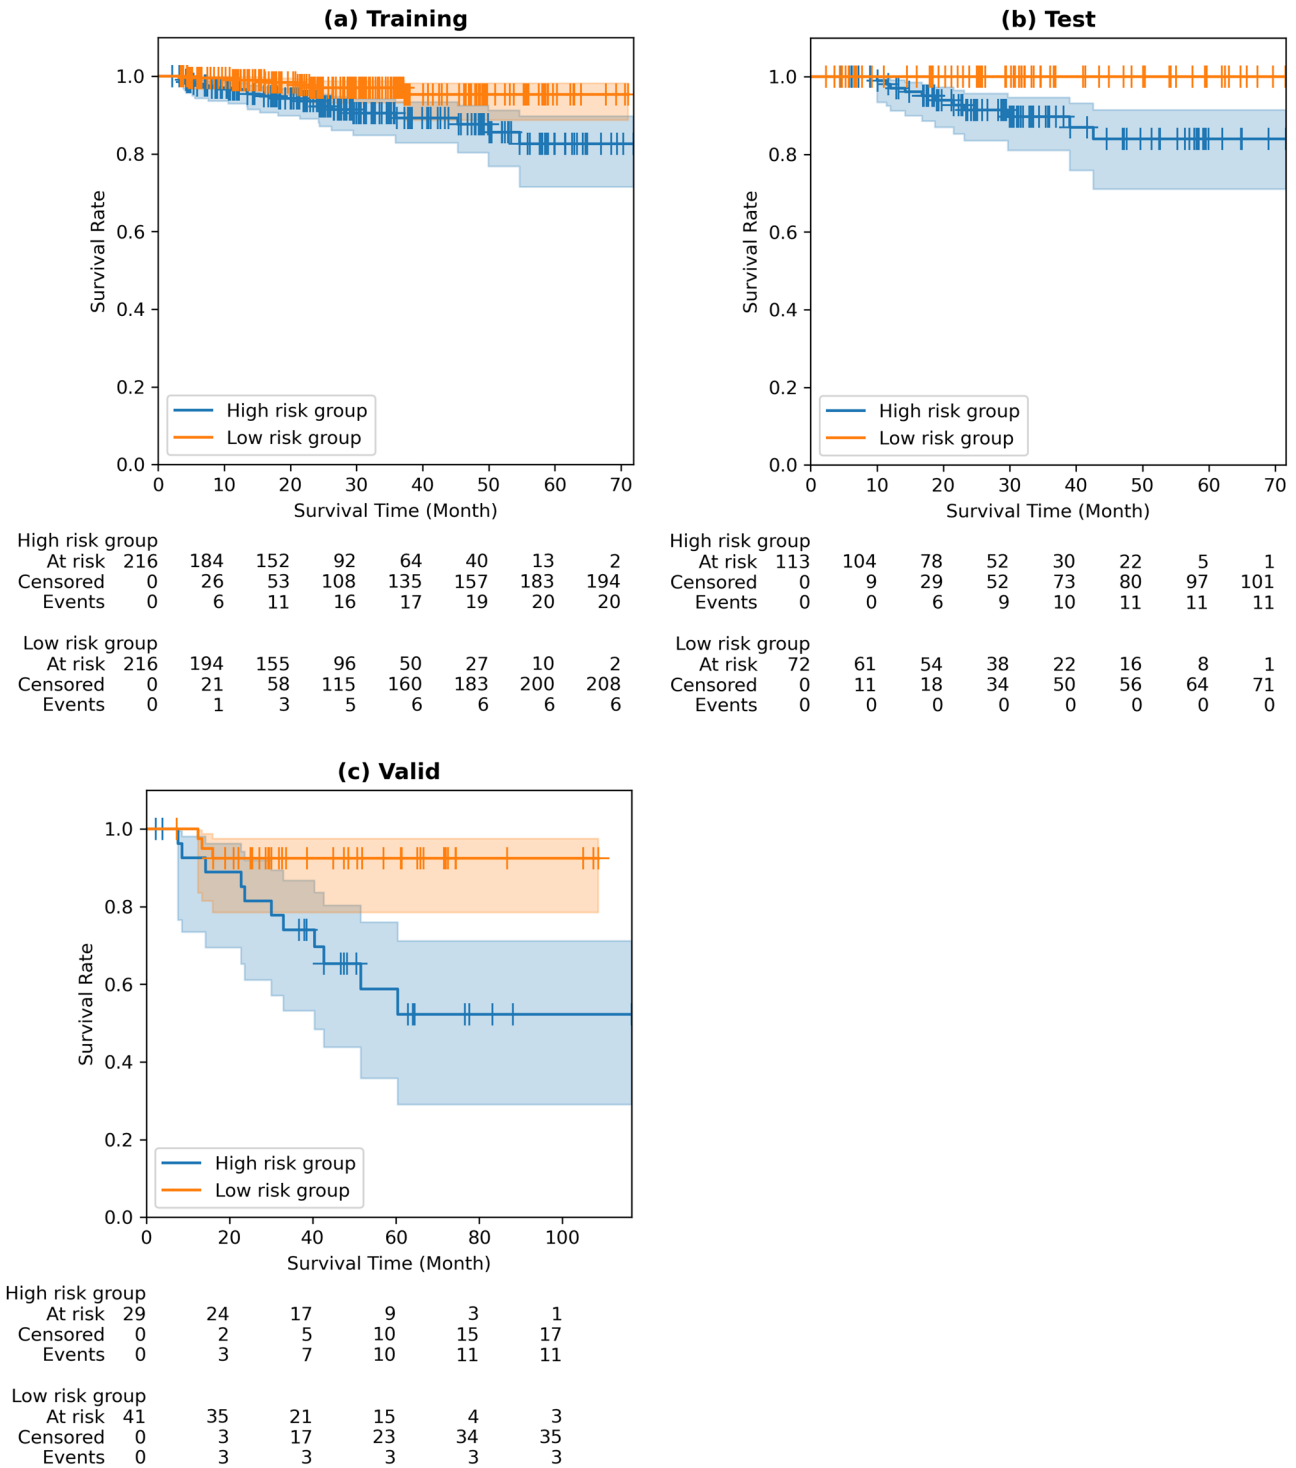 (a) Training
1.0
0.8
0.6
0.4
0.2
0.0
Survival Rate
High risk group
Low risk group
0 10 20 30 40 50 60 70
Survival Time (Month)
High risk group
At risk 216 184 152 92 64 40 13 2
Censored 0 26 53 108 135 157 183 194
Events 0 6 11 16 17 19 20 20
Low risk group
At risk 216 194 155 96 50 27 10 2
Censored 0 21 58 115 160 183 200 208
Events 0 1 3 5 6 6 6 6
(b) Test
1.0
0.8
0.6
0.4
0.2
0.0
Survival Rate
High risk group
Low risk group
0 10 20 30 40 50 60 70
Survival Time (Month)
High risk group
At risk 113 104 78 52 30 22 5 1
Censored 0 9 29 52 73 80 97 101
Events 0 0 6 9 10 11 11 11
Low risk group
At risk 72 61 54 38 22 16 8 1
Censored 0 11 18 34 50 56 64 71
Events 0 0 0 0 0 0 0 0
(c) Valid
1.0
0.8
0.6
0.4
0.2
0.0
Survival Rate
High risk group
Low risk group
0 20 40 60 80 100
Survival Time (Month)
High risk group
At risk 29 24 17 9 3 1
Censored 0 2 5 10 15 17
Events 0 3 7 10 11 11
Low risk group
At risk 41 35 21 15 4 3
Censored 0 3 17 23 34 35
Events 0 3 3 3 3 3